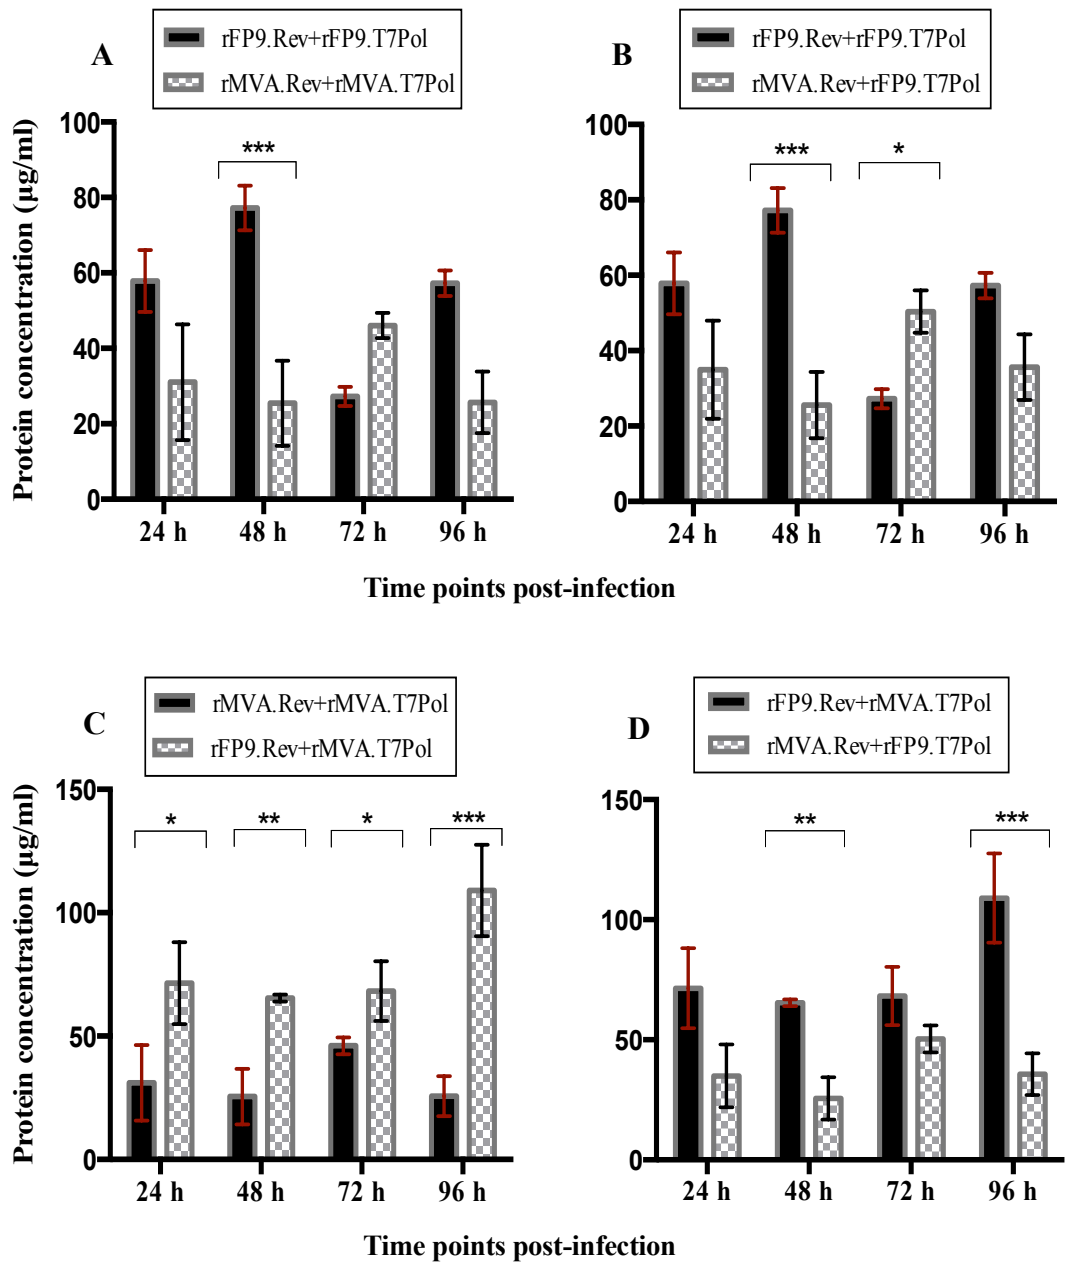 A
rFP9.Rev+rFP9.T7Pol
rMVA.Rev+rMVA.T7Pol
Protein concentration (µg/ml)
100
80
60
40
20
0
***
24 h 48 h 72 h 96 h
B
rFP9.Rev+rFP9.T7Pol
rMVA.Rev+rFP9.T7Pol
100
80
60
40
20
0
*** *
24 h 48 h 72 h 96 h
Time points post-infection
C
rMVA.Rev+rMVA.T7Pol
rFP9.Rev+rMVA.T7Pol
Protein concentration (µg/ml)
150
100
50
0
* ** * ***
24 h 48 h 72 h 96 h
D
rFP9.Rev+rMVA.T7Pol
rMVA.Rev+rFP9.T7Pol
150
100
50
0
** ***
24 h 48 h 72 h 96 h
Time points post-infection